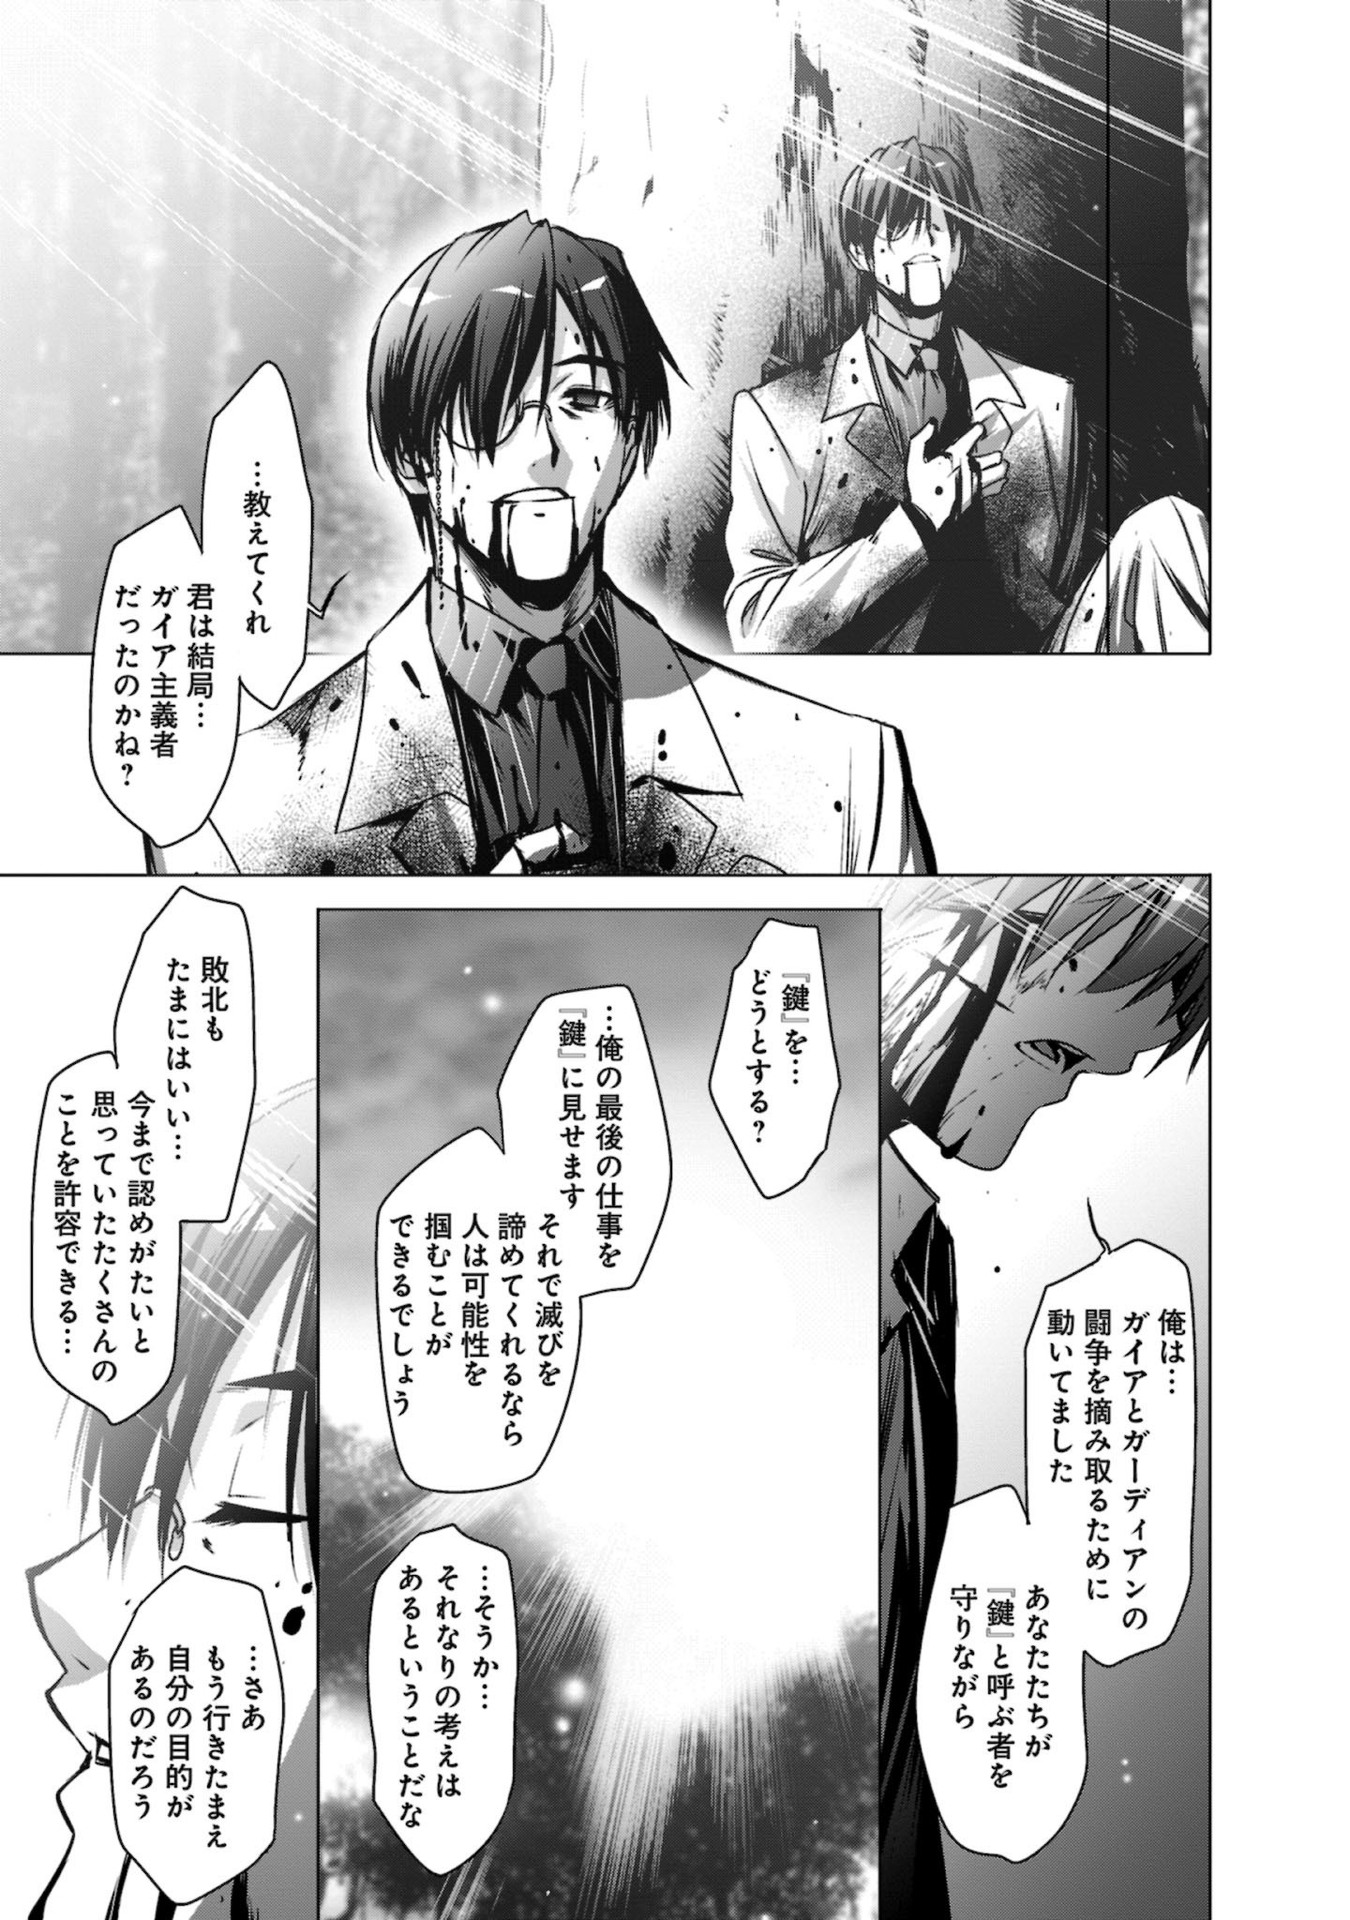 …教えてくれ
君は結局…
ガイア主義者
だったのかね?
俺は…
ガイアとガーディアンの
闘争を摘み取るために
動いてました
あなたたちが
『鍵』と呼ぶ者を
守りながら
『鍵』を…
どうとする?
…俺の最後の仕事を
『鍵』に見せます
それで滅びを
諦めてくれるなら
人は可能性を
掴むことが
できるでしょう
…そうか…
それなりの考えは
あるということだな
敗北も
たまにはいい…
今まで認めがたいと
思っていたたくさんの
ことを許容できる…
…さあ
もう行きたまえ
自分の目的が
あるのだろう